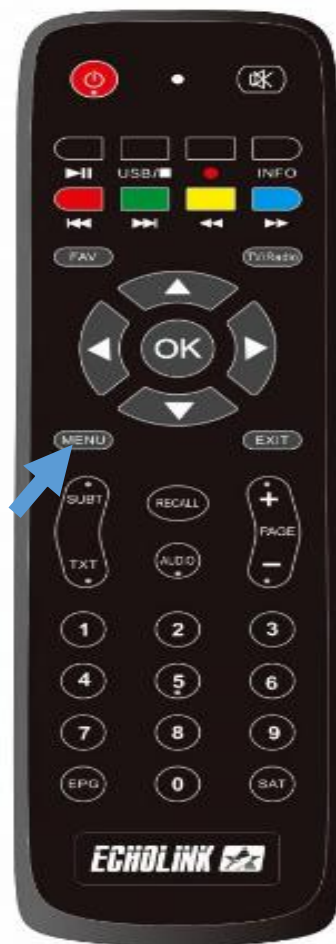 USB/■ INFO
FAV TV/Radio
OK
MENU EXIT
SUBT RECALL +
PAGE
TXT AUDIO −
1 2 3
4 5 6
7 8 9
EPG 0 SAT
ECHOLINK